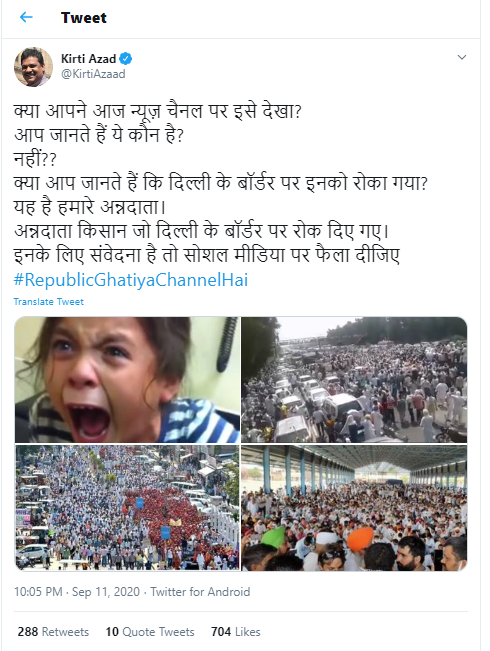 Tweet
Kirti Azad
@KirtiAzaad
क्या आपने आज न्यूज़ चैनल पर इसे देखा?
आप जानते हैं ये कौन है?
नहीं??
क्या आप जानते हैं कि दिल्ली के बॉर्डर पर इनको रोका गया?
यह है हमारे अन्नदाता।
अन्नदाता किसान जो दिल्ली के बॉर्डर पर रोक दिए गए।
इनके लिए संवेदना है तो सोशल मीडिया पर फैला दीजिए
#RepublicGhatiyaChannelHai
Translate Tweet
10:05 PM · Sep 11, 2020 · Twitter for Android
288 Retweets 10 Quote Tweets 704 Likes